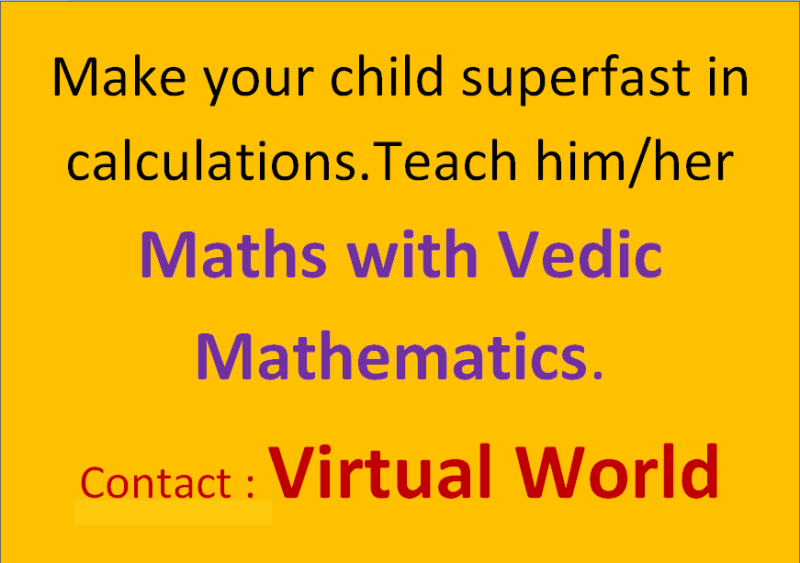 Make your child superfast in
calculations.Teach him/her
Maths with Vedic
Mathematics.
Contact : Virtual World